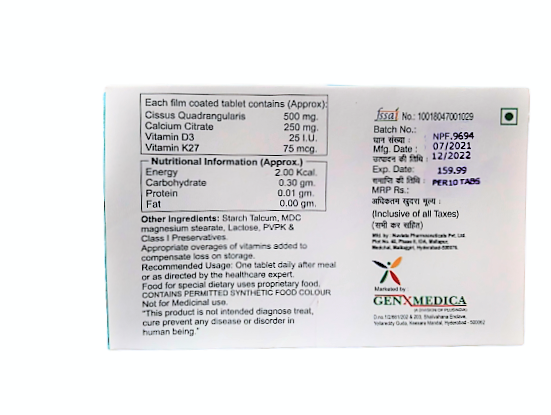 Each film coated tablet contains (Approx):
Cissus Quadrangularis 500 mg.
Calcium Citrate 250 mg.
Vitamin D3 25 I.U.
Vitamin K27 75 mcg.
Nutritional Information (Approx.)
Energy 2.00 Kcal.
Carbohydrate 0.30 gm.
Protein 0.01 gm.
Fat 0.00 gm.
Other Ingredients: Starch Talcum, MDC
magnesium stearate, Lactose, PVPK &
Class I Preservatives.
Appropriate overages of vitamins added to
compensate loss on storage.
Recommended Usage: One tablet daily after meal
or as directed by the healthcare expert.
Food for special dietary uses proprietary food.
CONTAINS PERMITTED SYNTHETIC FOOD COLOUR
Not for Medicinal use.
"This product is not intended diagnose treat,
cure prevent any disease or disorder in
human being."
fssai No.: 10018047001029
Batch No.: NPF.9694
घान संख्या :
Mfg. Date : 07/2021
उत्पादन की तिथि : 12/2022
Exp. Date: 159.99
समाप्ति की तिथि : PER10 TABS
MRP Rs.:
अधिकतम खुदरा मूल्य :
(Inclusive of all Taxes)
(सभी कर सहित)
Pharmaceuticals Pvt. Ltd.
Marketed by
GENXMEDICA